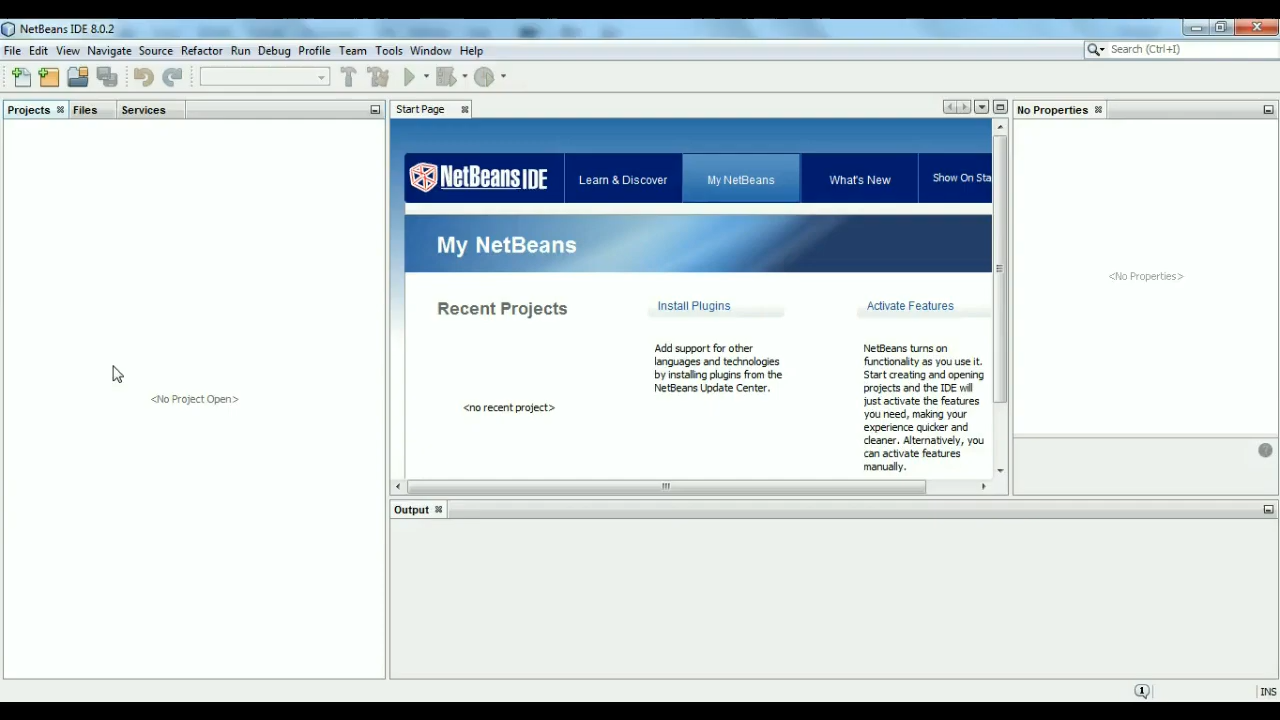 NetBeans IDE 8.0.2
File Edit View Navigate Source Refactor Run Debug Profile Team Tools Window Help
Search (Ctrl+I)
Projects Files Services
Start Page
No Properties
NetBeans IDE
Learn & Discover
My NetBeans
What's New
Show On Sta
My NetBeans
Recent Projects
<no recent project>
Install Plugins
Add support for other
languages and technologies
by installing plugins from the
NetBeans Update Center.
Activate Features
NetBeans turns on
functionality as you use it.
Start creating and opening
projects and the IDE will
just activate the features
you need, making your
experience quicker and
cleaner. Alternatively, you
can activate features
manually.
<No Project Open>
<No Properties>
Output
1
INS